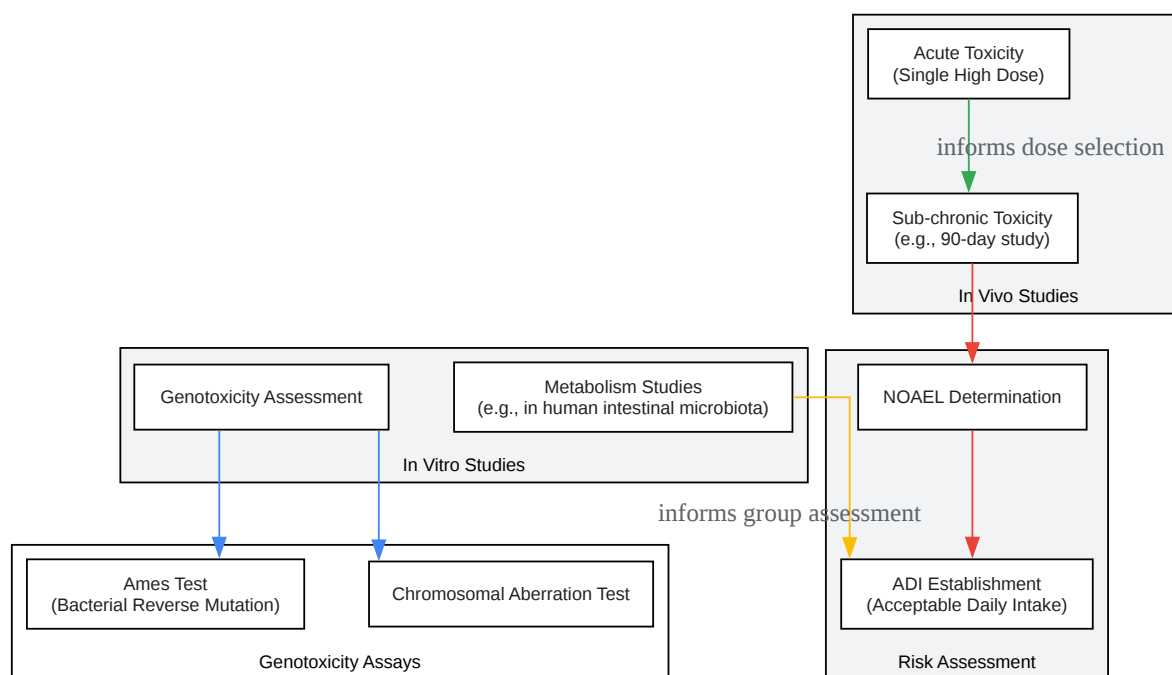 Acute Toxicity
(Single High Dose)
informs dose selection
Sub-chronic Toxicity
(e.g., 90-day study)
In Vivo Studies
Genotoxicity Assessment
Metabolism Studies
(e.g., in human intestinal microbiota)
NOAEL Determination
In Vitro Studies
informs group assessment
Ames Test
(Bacterial Reverse Mutation)
Chromosomal Aberration Test
ADI Establishment
(Acceptable Daily Intake)
Genotoxicity Assays
Risk Assessment